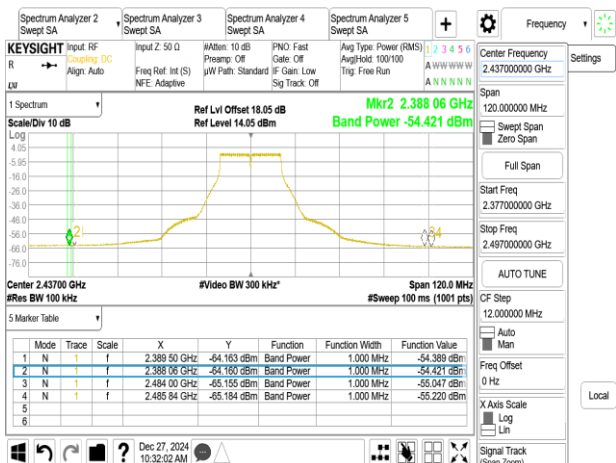 Spectrum Analyzer 2
Swept SA
Spectrum Analyzer 3
Swept SA
Spectrum Analyzer 4
Swept SA
Spectrum Analyzer 5
Swept SA
+
Frequency
KEYSIGHT
R
Input: RF
Coupling: DC
Align: Auto
Input Z: 50 Ω
Freq Ref: Int (S)
NFE: Adaptive
#Atten: 10 dB
Preamp: Off
µW Path: Standard
PNO: Fast
Gate: Off
IF Gain: Low
Sig Track: Off
Avg Type: Power (RMS)
Avg|Hold: 100/100
Trig: Free Run
1 2 3 4 5 6
A W W W W W
A N N N N N
1 Spectrum
Scale/Div 10 dB
Ref Lvl Offset 18.05 dB
Ref Level 14.05 dBm
Mkr2 2.388 06 GHz
Band Power -54.421 dBm
Log
4.05
-5.95
-16.0
-26.0
-36.0
-46.0
-56.0
-66.0
-76.0
Center 2.43700 GHz
#Res BW 100 kHz
#Video BW 300 kHz*
Span 120.0 MHz
#Sweep 100 ms (1001 pts)
5 Marker Table
Mode Trace Scale X Y Function Function Width Function Value
1 N 1 f 2.389 50 GHz -64.163 dBm Band Power 1.000 MHz -54.389 dBm
2 N 1 f 2.388 06 GHz -64.160 dBm Band Power 1.000 MHz -54.421 dBm
3 N 1 f 2.484 00 GHz -65.155 dBm Band Power 1.000 MHz -55.047 dBm
4 N 1 f 2.485 84 GHz -65.184 dBm Band Power 1.000 MHz -55.220 dBm
5
6
Dec 27, 2024
10:32:02 AM
Center Frequency
2.437000000 GHz
Settings
Span
120.000000 MHz
Swept Span
Zero Span
Full Span
Start Freq
2.377000000 GHz
Stop Freq
2.497000000 GHz
AUTO TUNE
CF Step
12.000000 MHz
Auto
Man
Freq Offset
0 Hz
X Axis Scale
Log
Lin
Local
Signal Track
(Span Zoom)